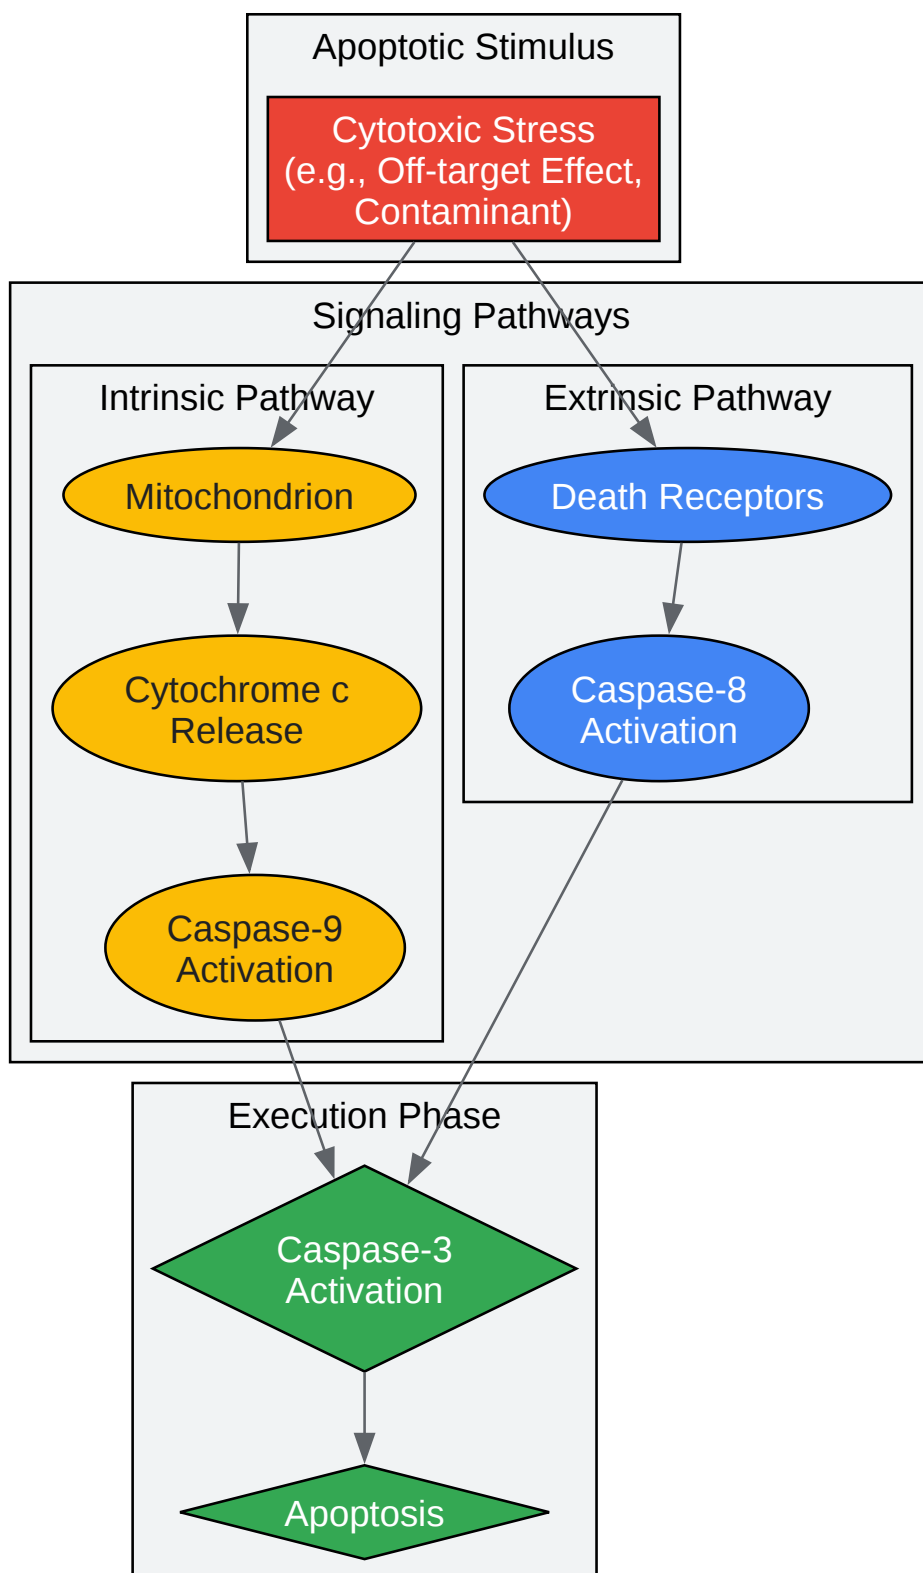 Apoptotic Stimulus
Cytotoxic Stress
(e.g., Off-target Effect,
Contaminant)
Signaling Pathways
Intrinsic Pathway
Extrinsic Pathway
Mitochondrion
Death Receptors
Cytochrome c
Release
Caspase-8
Activation
Caspase-9
Activation
Execution Phase
Caspase-3
Activation
Apoptosis